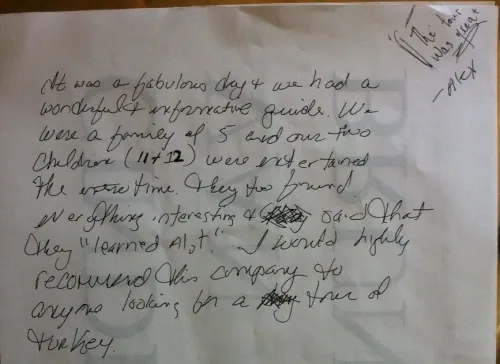 It was a fabulous day + we had a
wonderful & informative guide. We
were a family of 5 and our two
children (11+12) were entertained
the entire time. They too found
everything interesting & said that
they "learned Alot." I would highly
recommend this company to
anyone looking for a tour of
turkey.
"The tour
was great"
- Alex